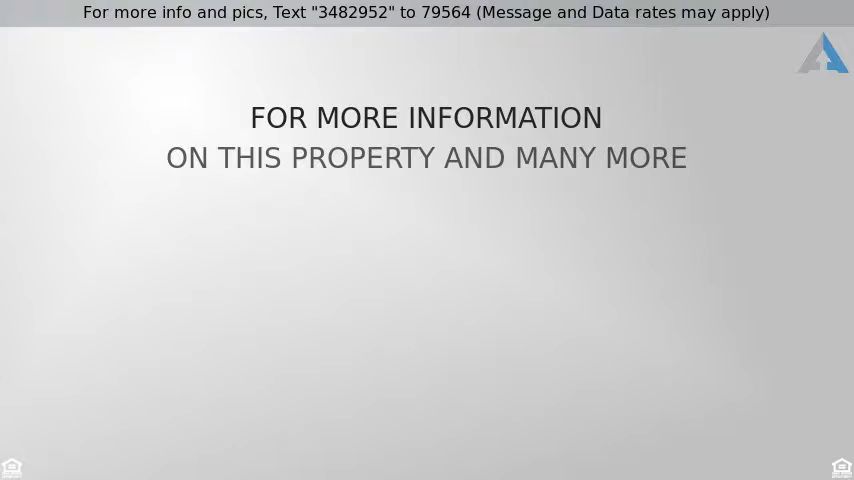 For more info and pics, Text "3482952" to 79564 (Message and Data rates may apply)
FOR MORE INFORMATION
ON THIS PROPERTY AND MANY MORE